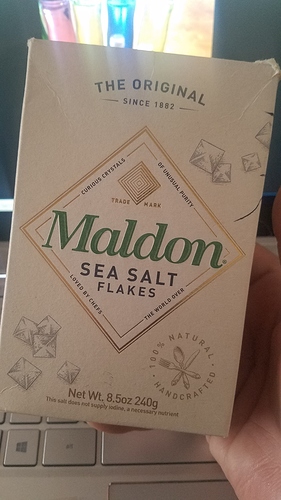 THE ORIGINAL
SINCE 1882
CURIOUS CRYSTALS
OF UNUSUAL PURITY
TRADE MARK
Maldon
SEA SALT
FLAKES
LOVED BY CHEFS
THE WORLD OVER
100% NATURAL
HANDCRAFTED
Net Wt. 8.5oz 240g
This salt does not supply iodine, a necessary nutrient